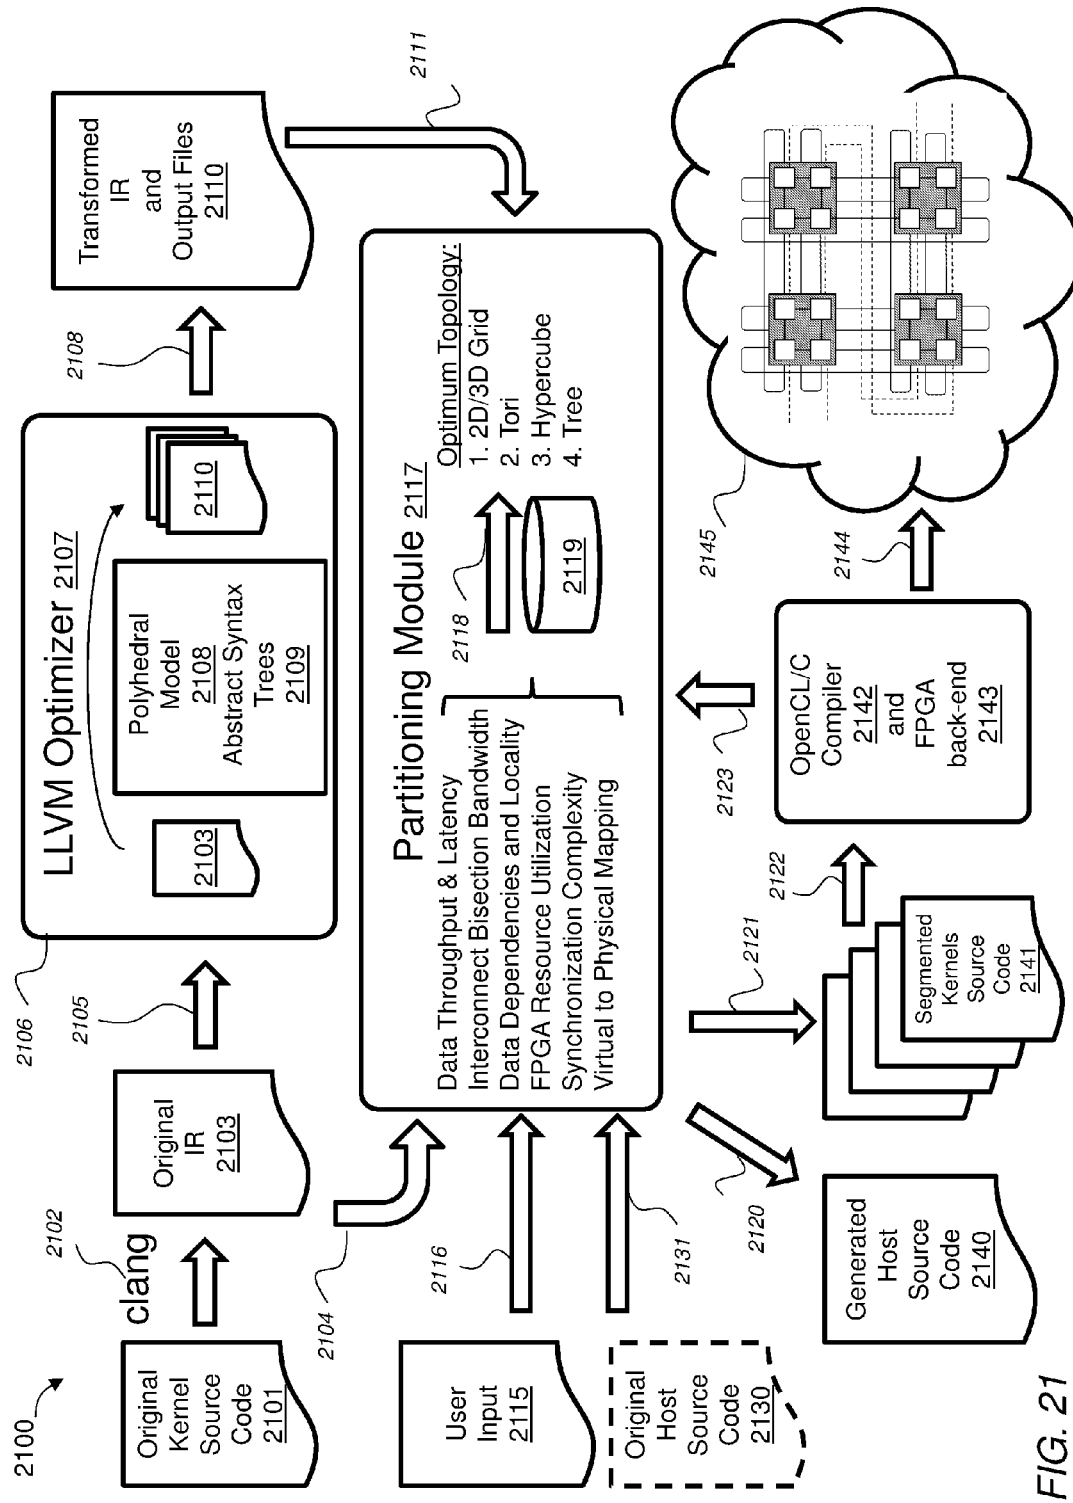 2100
Original
Kernel
Source
Code
2101
clang
2102
Original
IR
2103
2104
2105
2106
LLVM Optimizer 2107
2103
Polyhedral
Model
2108
Abstract Syntax
Trees
2109
2110
2108
Transformed
IR
and
Output Files
2110
2111
User
Input
2115
2116
Original
Host
Source
Code
2130
2131
Partitioning Module 2117
Data Throughput & Latency
Interconnect Bisection Bandwidth
Data Dependencies and Locality
FPGA Resource Utilization
Synchronization Complexity
Virtual to Physical Mapping
2118
2119
Optimum Topology:
1. 2D/3D Grid
2. Tori
3. Hypercube
4. Tree
2120
2121
Generated
Host
Source
Code
2140
Segmented
Kernels
Source
Code
2141
2122
2123
OpenCL/C
Compiler
2142
and
FPGA
back-end
2143
2144
2145
FIG. 21